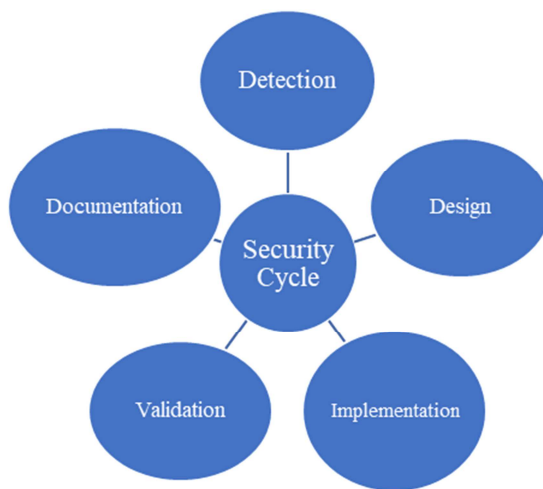 Detection
Documentation
Design
Security
Cycle
Validation
Implementation